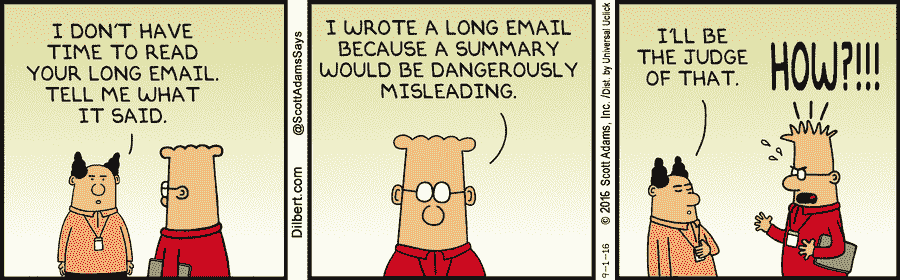 I DON'T HAVE
TIME TO READ
YOUR LONG EMAIL.
TELL ME WHAT
IT SAID.
Dilbert.com @ScottAdamsSays
I WROTE A LONG EMAIL
BECAUSE A SUMMARY
WOULD BE DANGEROUSLY
MISLEADING.
9-1-16 © 2016 Scott Adams, Inc. /Dist. by Universal Uclick
I'LL BE
THE JUDGE
OF THAT.
HOW?!!!